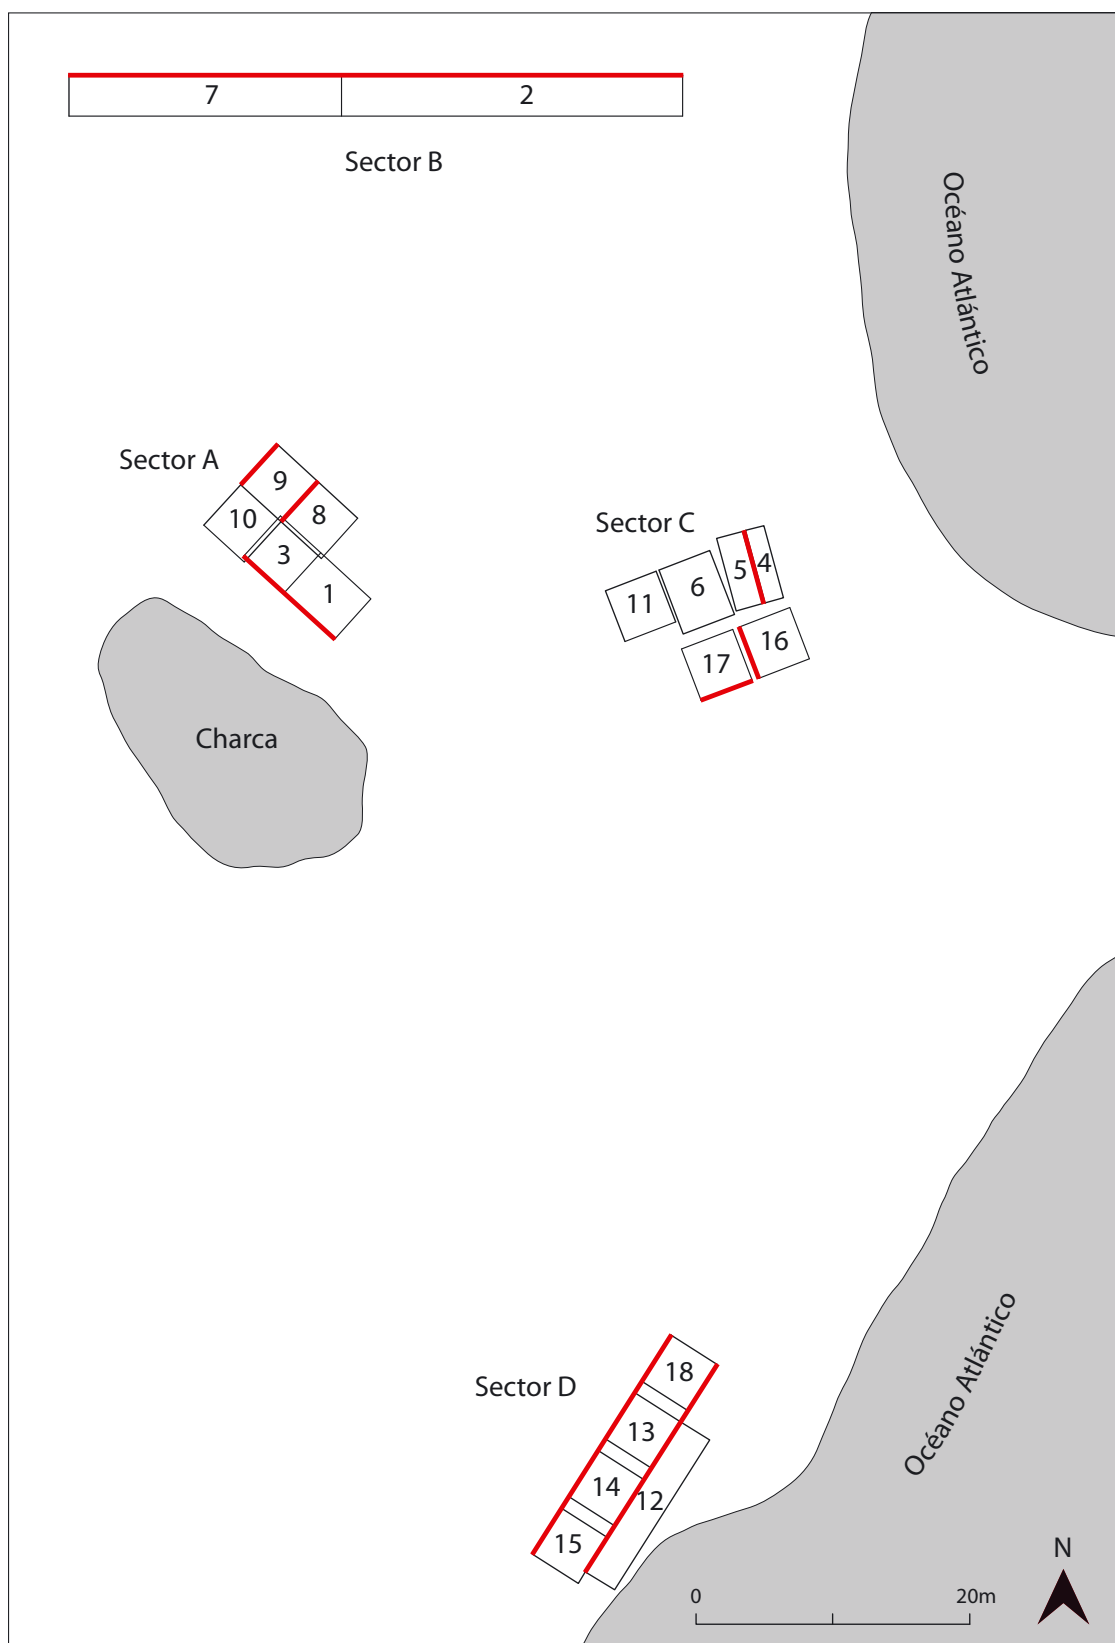 7
2
Sector B
Océano Atlántico
Sector A
9
10
8
3
1
Sector C
5
4
6
11
16
17
Charca
Sector D
18
13
14
12
15
Océano Atlántico
N
0
20m